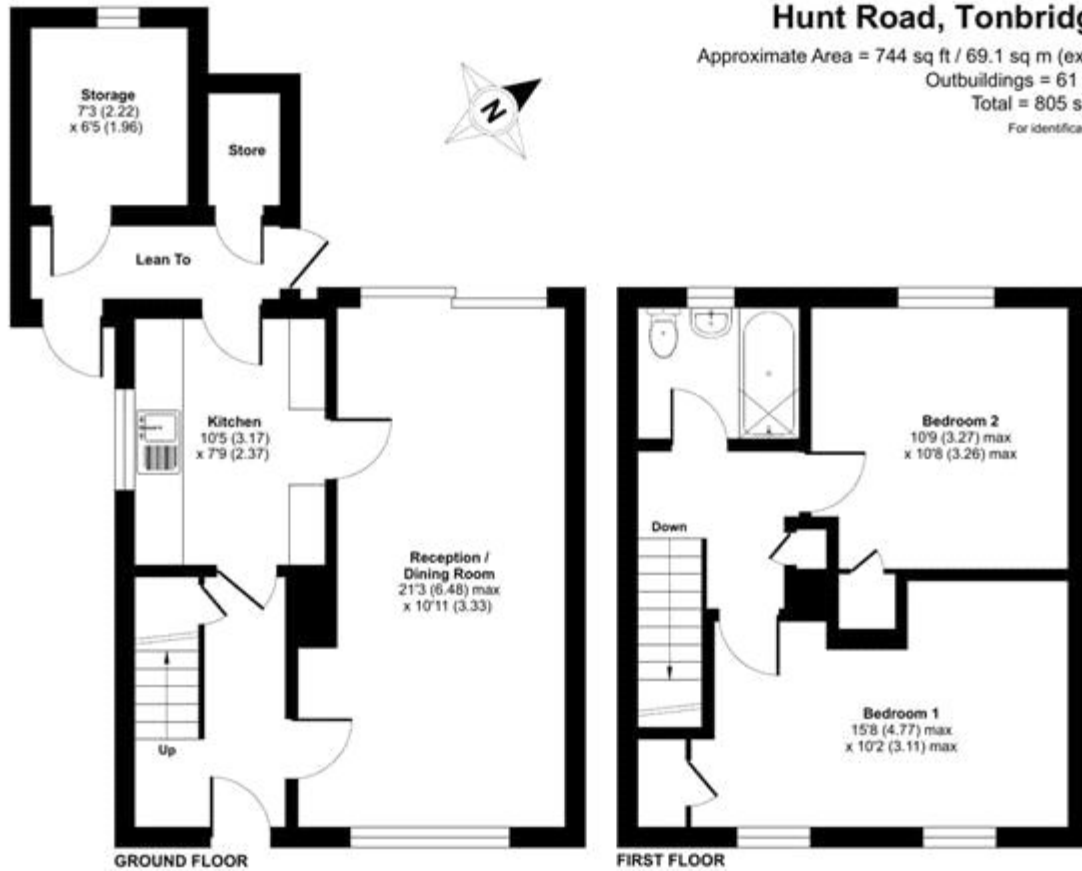 Hunt Road, Tonbridg
Approximate Area = 744 sq ft / 69.1 sq m (ex
Outbuildings = 61
Total = 805 s
For identifica
N
Storage
7'3 (2.22)
x 6'5 (1.96)
Store
Lean To
Kitchen
10'5 (3.17)
x 7'9 (2.37)
Reception /
Dining Room
21'3 (6.48) max
x 10'11 (3.33)
Up
GROUND FLOOR
Bedroom 2
10'9 (3.27) max
x 10'8 (3.26) max
Down
Bedroom 1
15'8 (4.77) max
x 10'2 (3.11) max
FIRST FLOOR